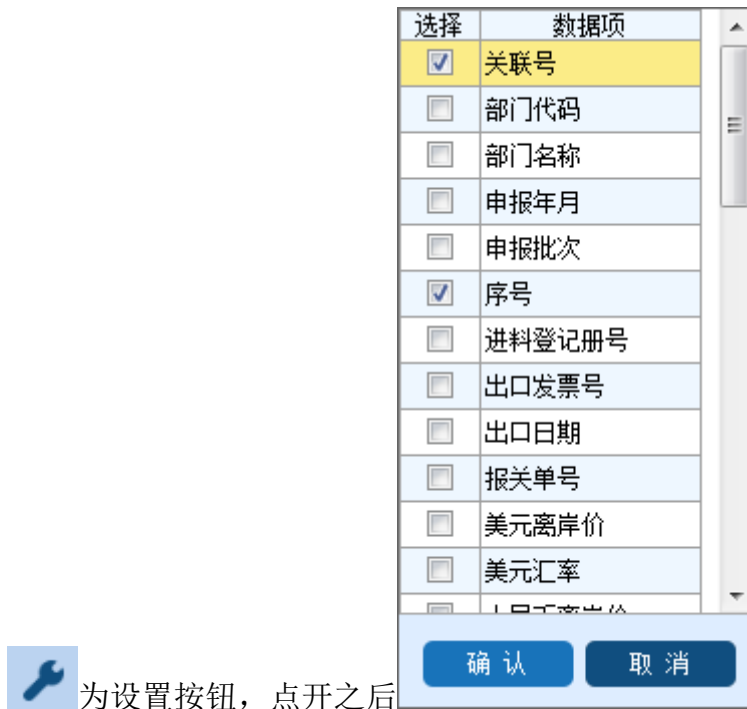 选择 数据项
关联号
部门代码
部门名称
申报年月
申报批次
序号
进料登记册号
出口发票号
出口日期
报关单号
美元离岸价
美元汇率
确认 取消
为设置按钮，点开之后